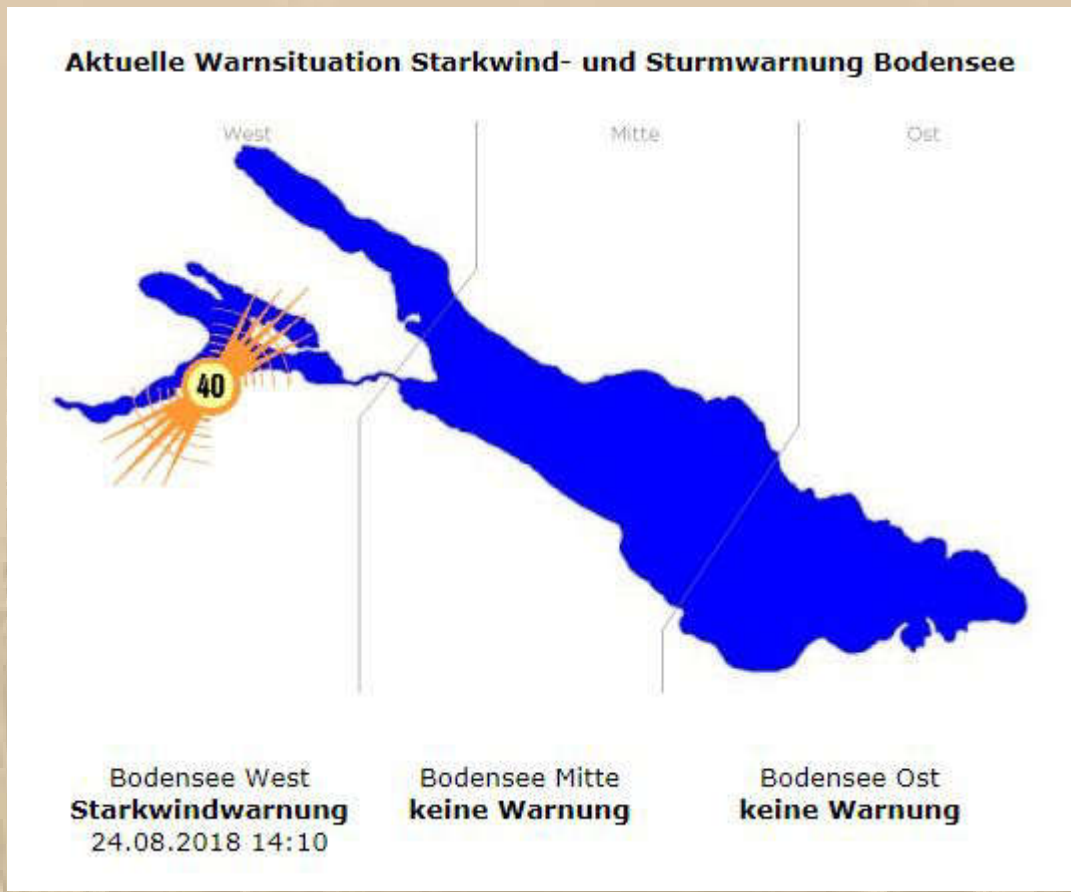 Aktuelle Warnsituation Starkwind- und Sturmwarnung Bodensee
West
Mitte
Ost
40
Bodensee West
Starkwindwarnung
24.08.2018 14:10
Bodensee Mitte
keine Warnung
Bodensee Ost
keine Warnung